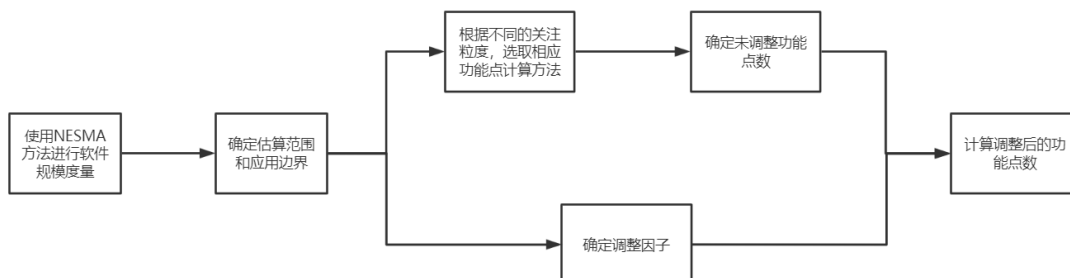 使用NESMA
方法进行软件
规模度量
确定估算范围
和应用边界
根据不同的关注
粒度，选取相应
功能点计算方法
确定未调整功能
点数
确定调整因子
计算调整后的功
能点数